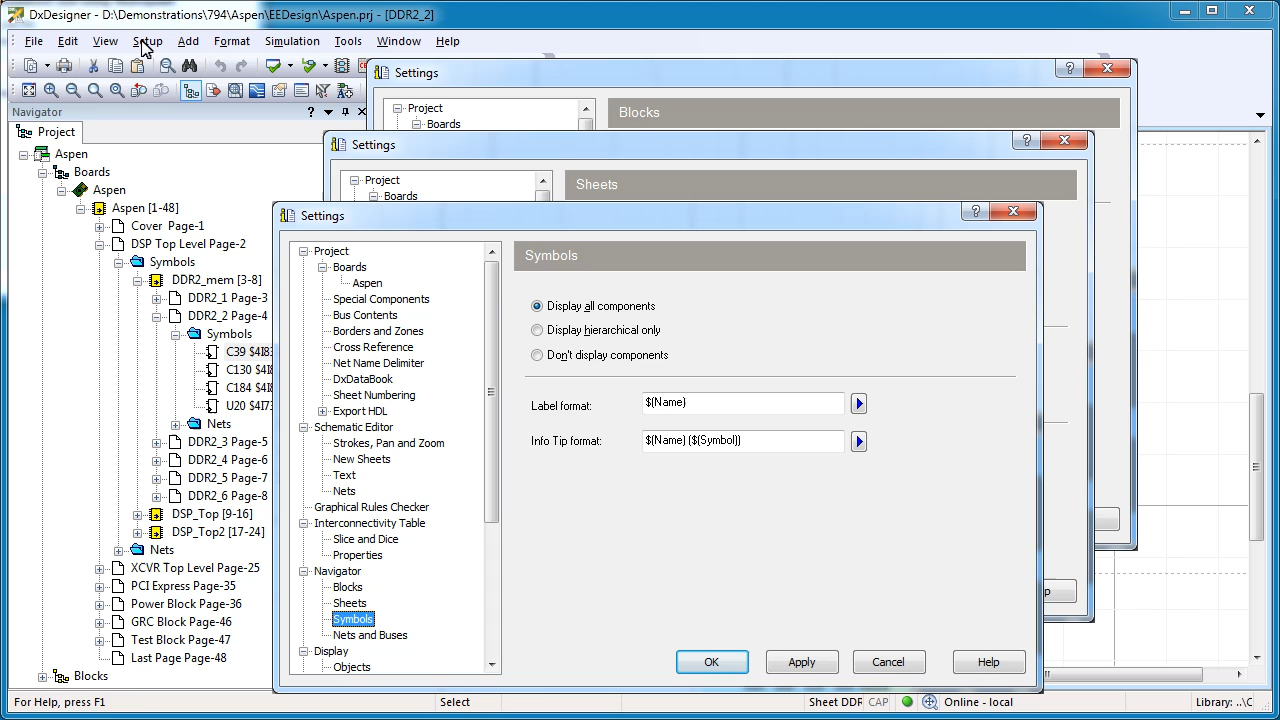 DxDesigner - D:\Demonstrations\794\Aspen\EEDesign\Aspen.prj - [DDR2_2]
File Edit View Setup Add Format Simulation Tools Window Help
Navigator
Project
Aspen
Boards
Aspen
Aspen [1-48]
Cover Page-1
DSP Top Level Page-2
Symbols
DDR2_mem [3-8]
DDR2_1 Page-3
DDR2_2 Page-4
Symbols
C39 $4I83
C130 $4I8
C184 $4I8
U20 $4I73
Nets
DDR2_3 Page-5
DDR2_4 Page-6
DDR2_5 Page-7
DDR2_6 Page-8
DSP_Top [9-16]
DSP_Top2 [17-24]
Nets
XCVR Top Level Page-25
PCI Express Page-35
Power Block Page-36
GRC Block Page-46
Test Block Page-47
Last Page Page-48
Blocks
Settings
Project
Boards
Blocks
Settings
Project
Boards
Sheets
Settings
Project
Boards
Aspen
Special Components
Bus Contents
Borders and Zones
Cross Reference
Net Name Delimiter
DxDataBook
Sheet Numbering
Export HDL
Schematic Editor
Strokes, Pan and Zoom
New Sheets
Text
Nets
Graphical Rules Checker
Interconnectivity Table
Slice and Dice
Properties
Navigator
Blocks
Sheets
Symbols
Nets and Buses
Display
Objects
Symbols
Display all components
Display hierarchical only
Don't display components
Label format: $(Name)
Info Tip format: $(Name) ($(Symbol))
OK Apply Cancel Help
p
For Help, press F1 Select Sheet DDR CAP Online - local Library: ..\C